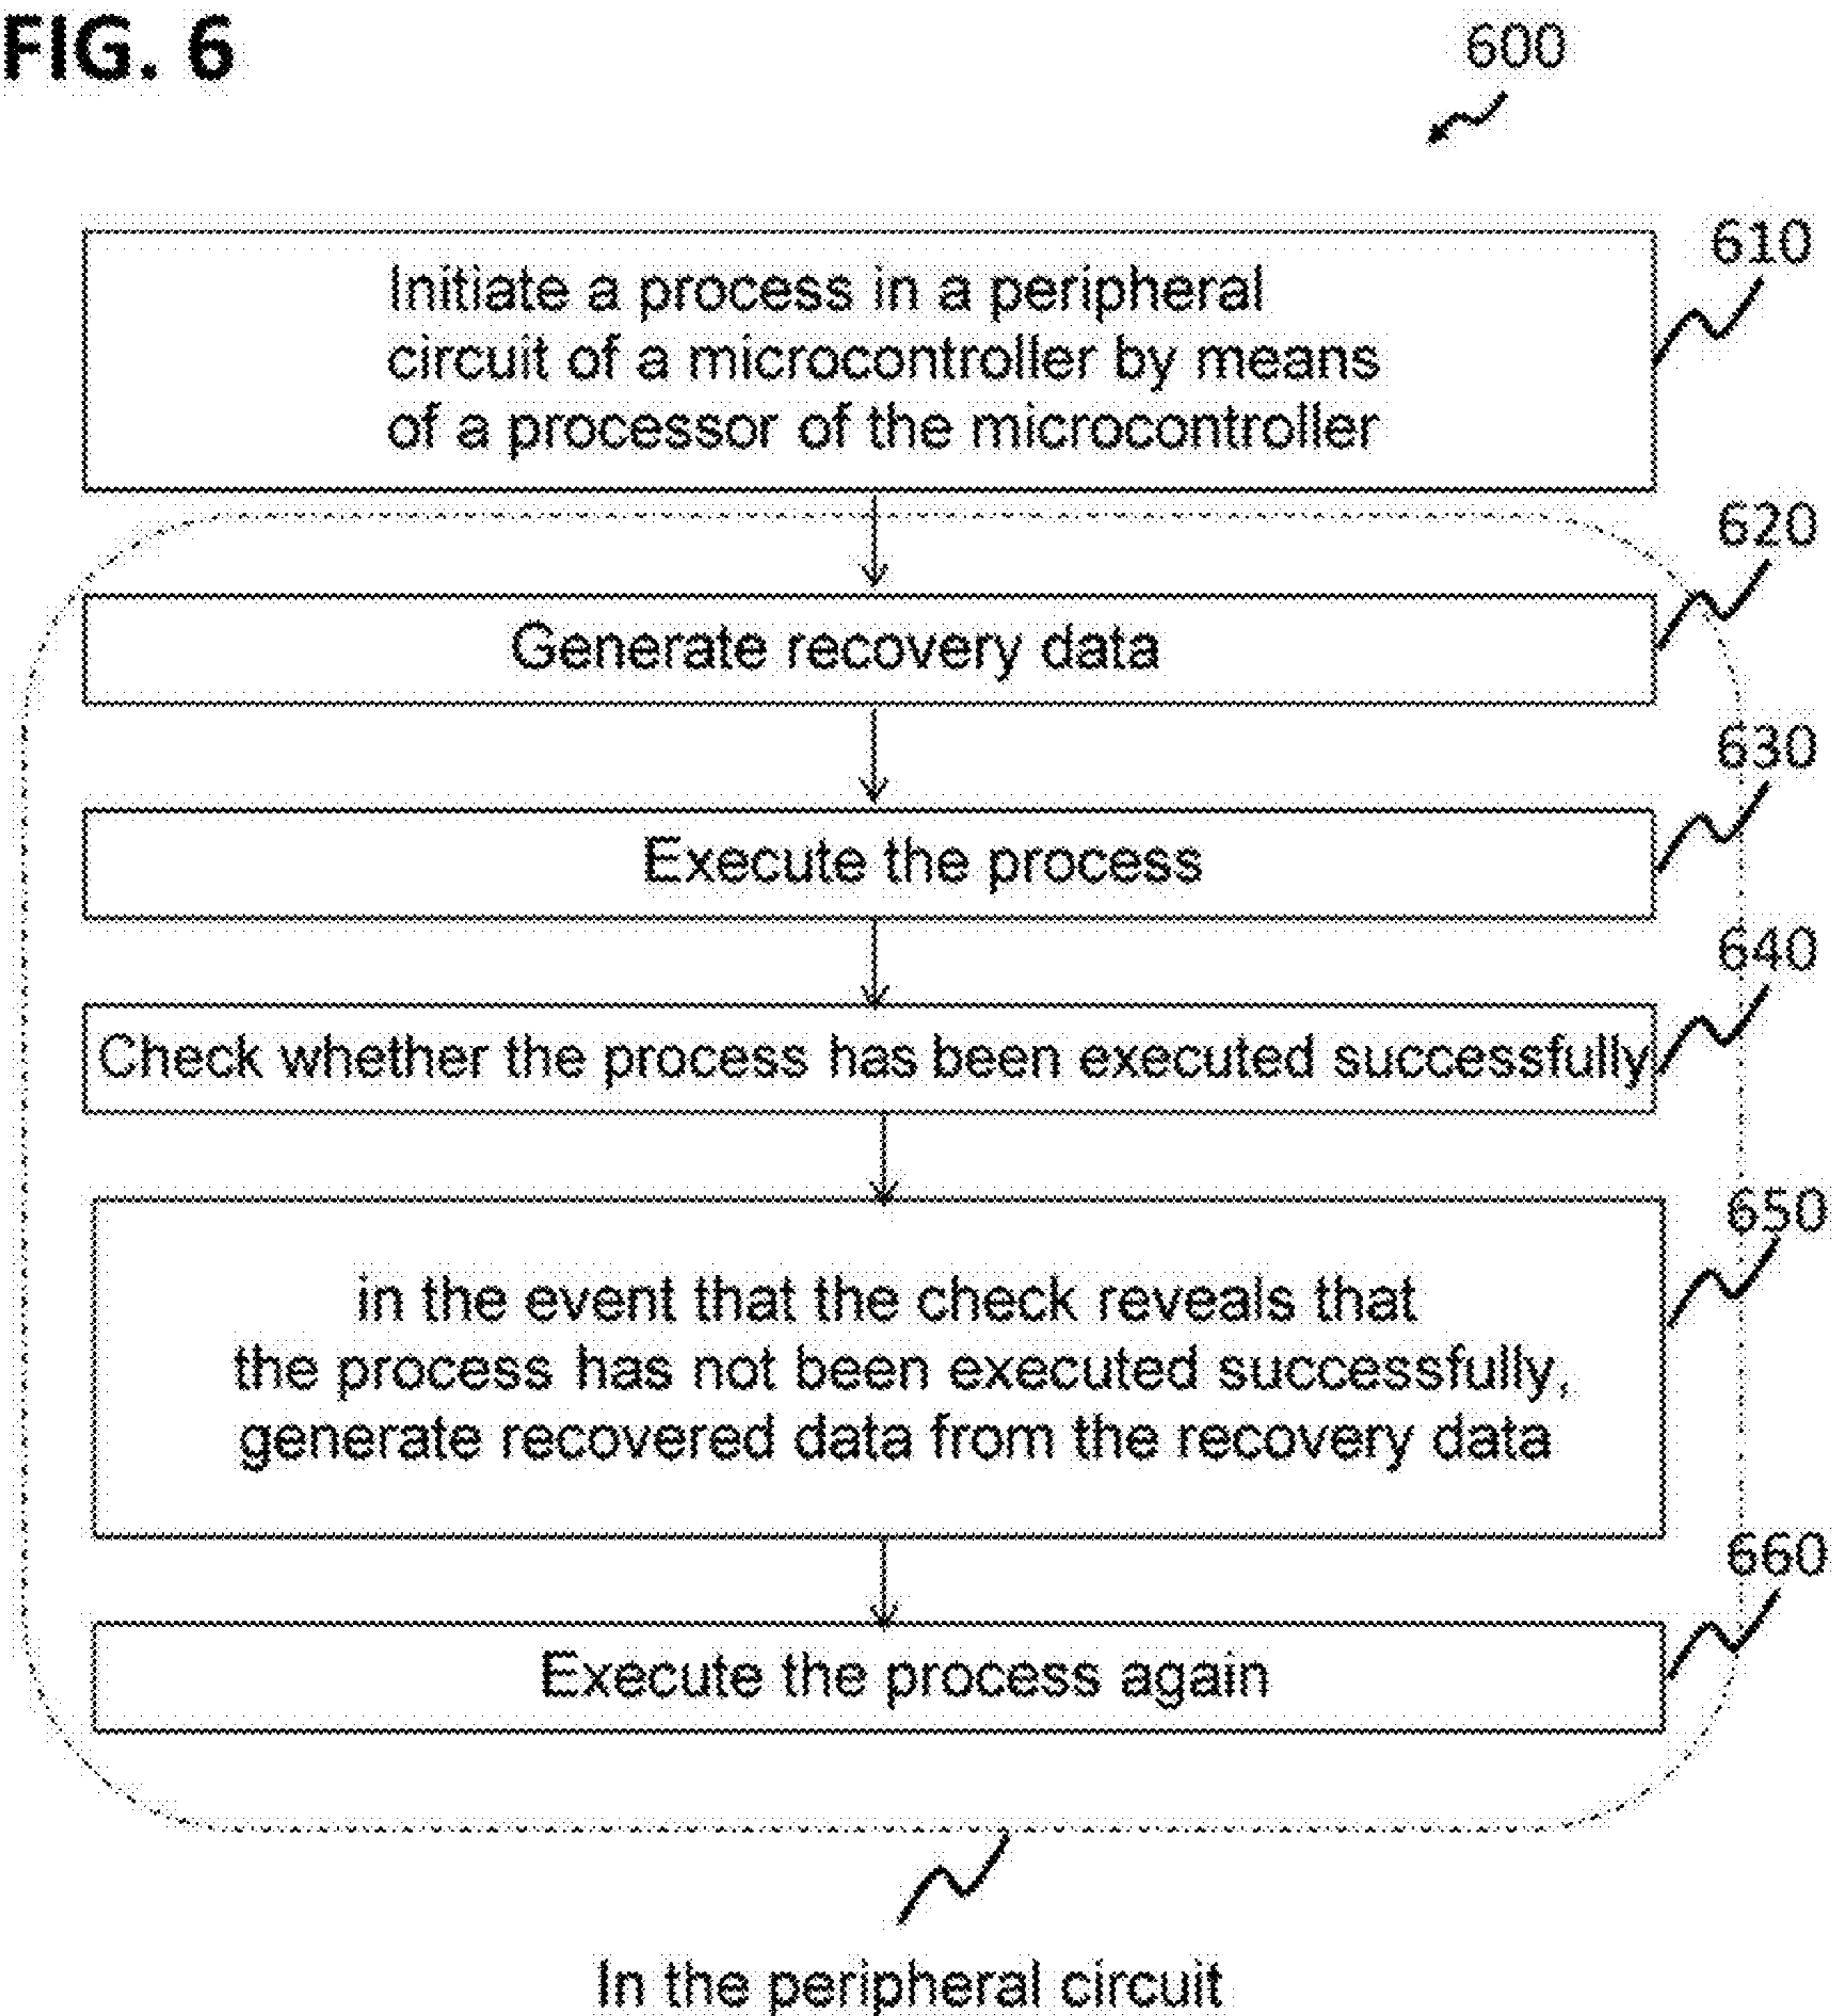 FIG. 6
600
610
Initiate a process in a peripheral
circuit of a microcontroller by means
of a processor of the microcontroller
620
Generate recovery data
630
Execute the process
640
Check whether the process has been executed successfully
650
in the event that the check reveals that
the process has not been executed successfully,
generate recovered data from the recovery data
660
Execute the process again
In the peripheral circuit